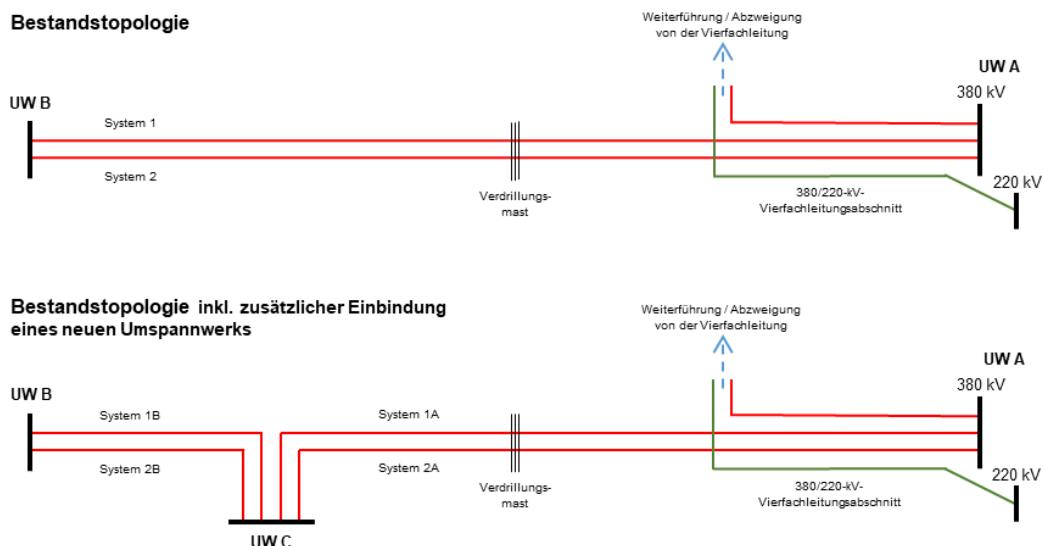 Bestandstopologie
Weiterführung / Abzweigung
von der Vierfachleitung
UW A
380 kV
UW B
System 1
System 2
Verdrillungs-
mast
220 kV
380/220-kV-
Vierfachleitungsabschnitt
Bestandstopologie inkl. zusätzlicher Einbindung
eines neuen Umspannwerks
Weiterführung / Abzweigung
von der Vierfachleitung
UW A
380 kV
UW B
System 1B
System 1A
System 2B
System 2A
Verdrillungs-
mast
220 kV
380/220-kV-
Vierfachleitungsabschnitt
UW C